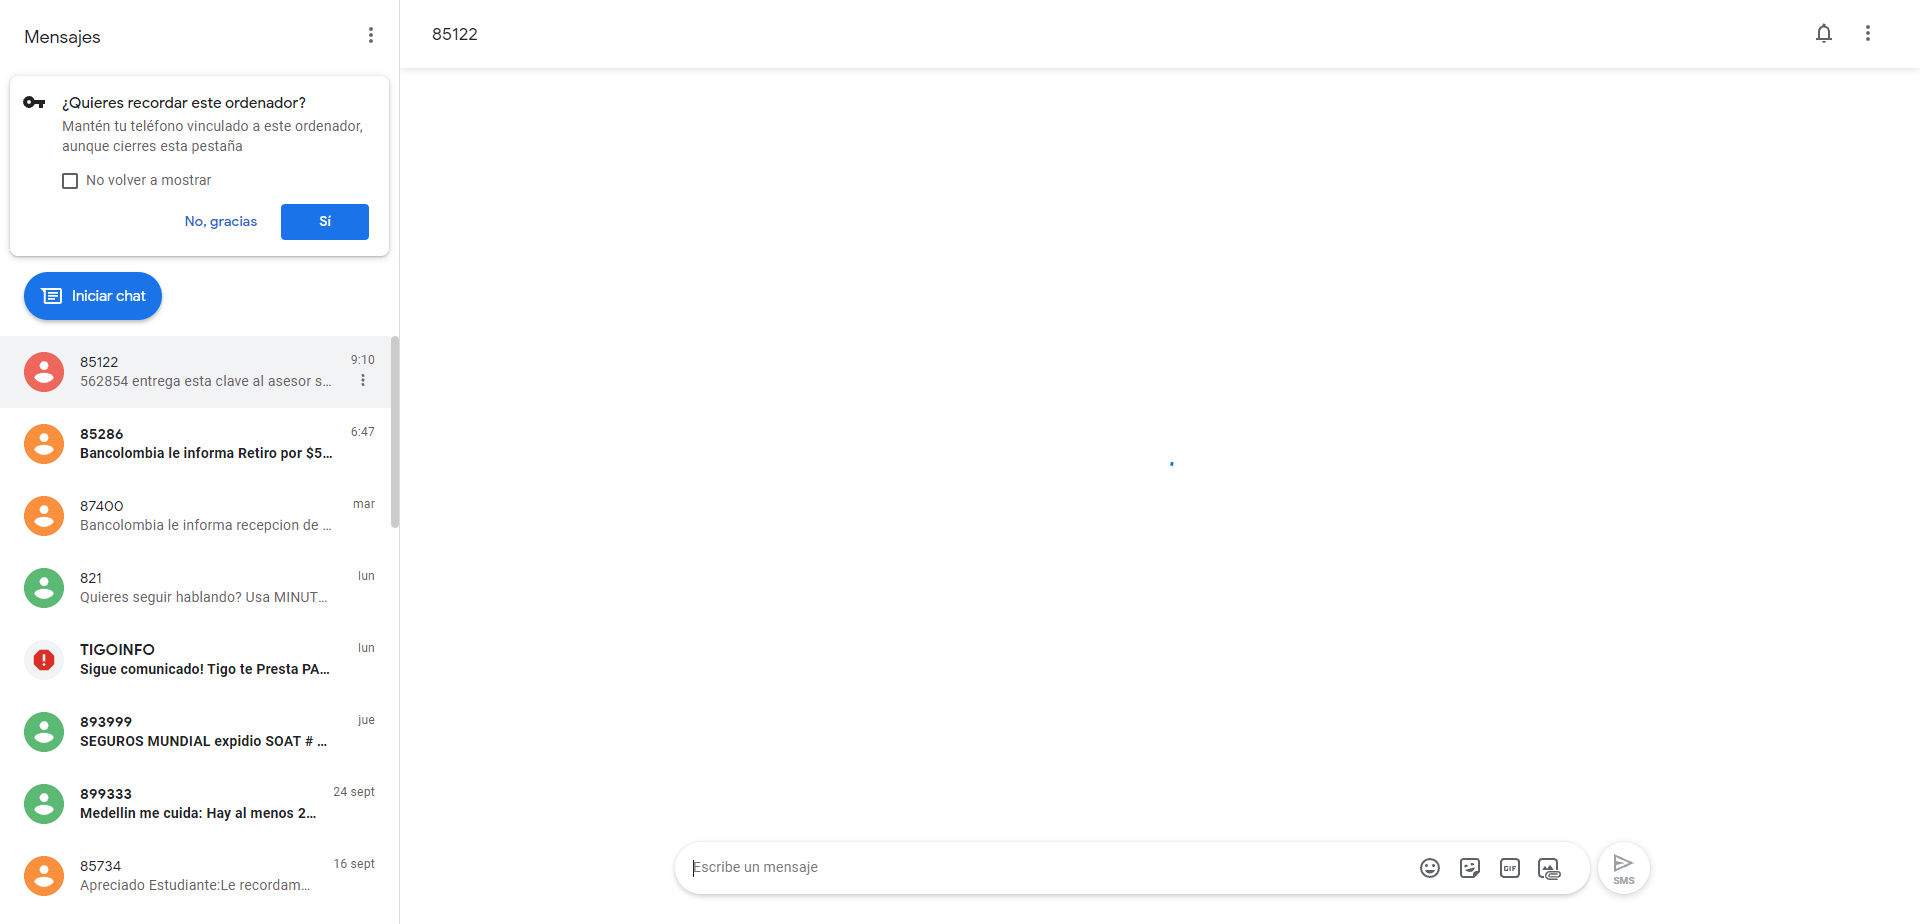 Mensajes
¿Quieres recordar este ordenador?
Mantén tu teléfono vinculado a este ordenador,
aunque cierres esta pestaña
No volver a mostrar
No, gracias
Sí
Iniciar chat
85122
9:10
562854 entrega esta clave al asesor s...
85286
6:47
Bancolombia le informa Retiro por $5...
87400
mar
Bancolombia le informa recepcion de ...
821
lun
Quieres seguir hablando? Usa MINUT...
TIGOINFO
lun
Sigue comunicado! Tigo te Presta PA...
893999
jue
SEGUROS MUNDIAL expidio SOAT # ...
899333
24 sept
Medellin me cuida: Hay al menos 2...
85734
16 sept
Apreciado Estudiante:Le recordam...
85122
Escribe un mensaje
GIF
SMS